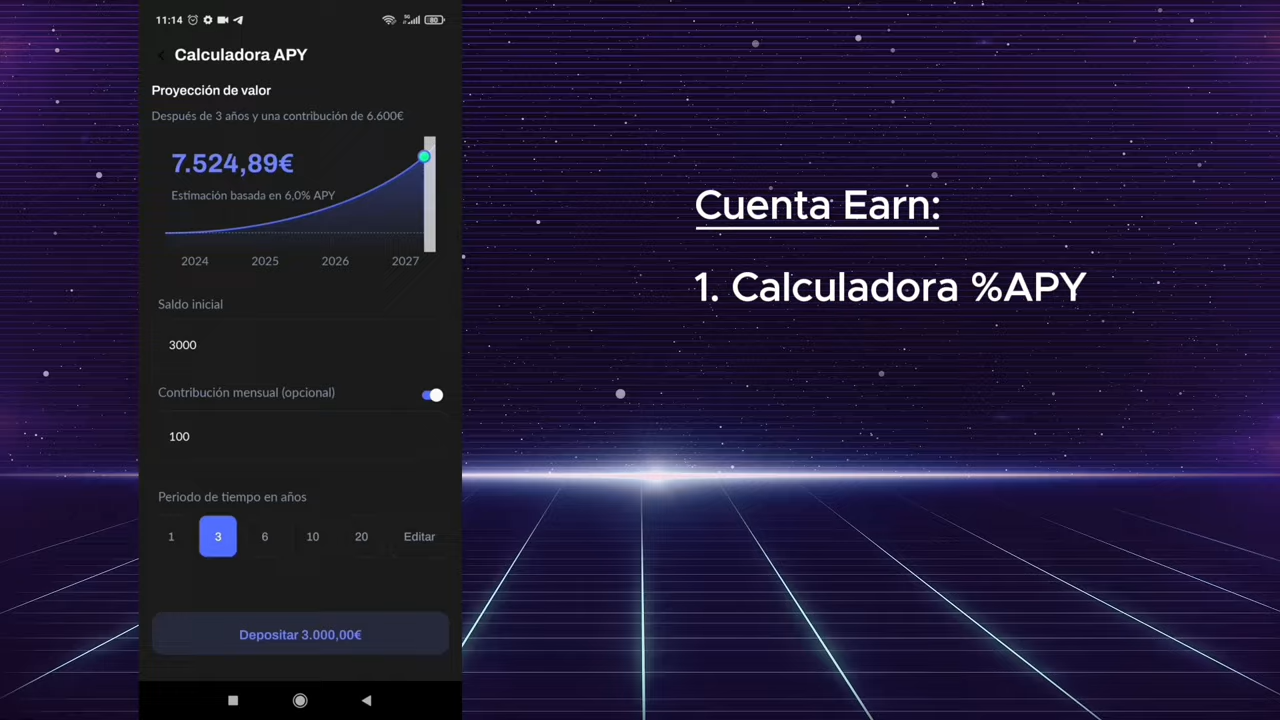 11:14
5G
80
Calculadora APY
Proyección de valor
Después de 3 años y una contribución de 6.600€
7.524,89€
Estimación basada en 6,0% APY
2024 2025 2026 2027
Saldo inicial
3000
Contribución mensual (opcional)
100
Periodo de tiempo en años
1 3 6 10 20 Editar
Depositar 3.000,00€
Cuenta Earn:
1. Calculadora %APY